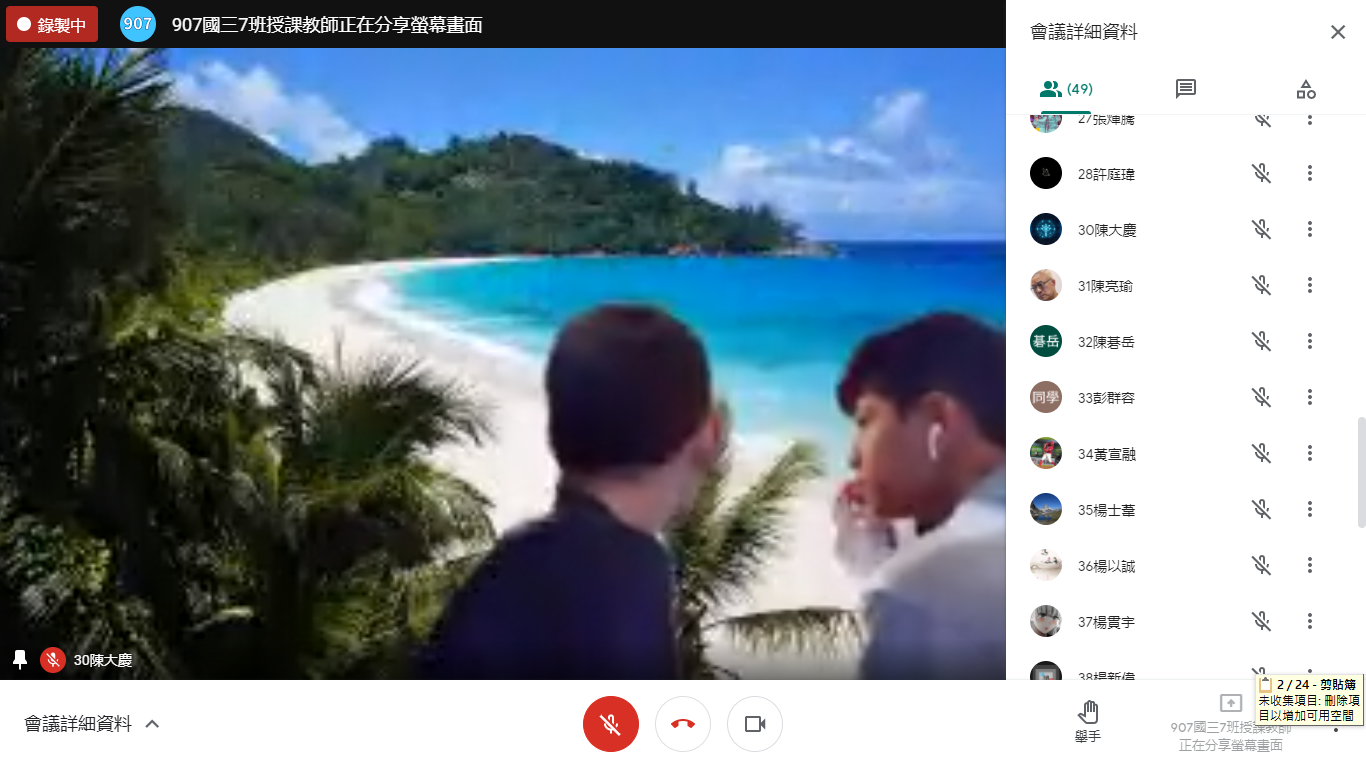 錄製中
907
907國三7班授課教師正在分享螢幕畫面
會議詳細資料
(49)
27張煇騰
28許庭瑋
30陳大慶
31陳亮瑜
碁岳
32陳碁岳
同學
33彭群容
34黃宣融
35楊士葦
36楊以誠
37楊貫宇
38楊新偉
30陳大慶
會議詳細資料
舉手
907國三7班授課教師
正在分享螢幕畫面
2 / 24 - 剪貼簿
未收集項目: 刪除項
目以增加可用空間